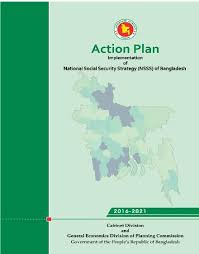 Action Plan
Implementation
of
National Social Security Strategy (NSSS) of Bangladesh
2016-2021
Cabinet Division
and
General Economics Division of Planning Commission
Government of the People's Republic of Bangladesh